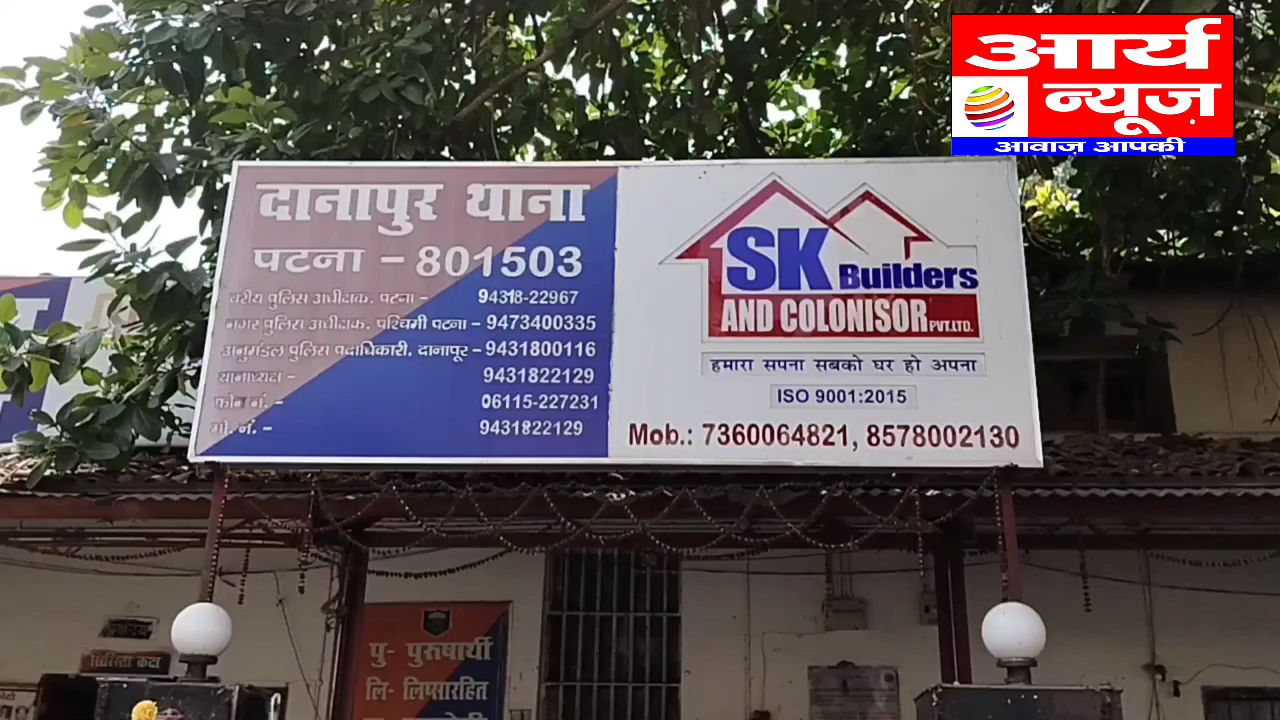 आर्य
न्यूज़
आवाज़ आपकी
दानापुर थाना
पटना - 801503
वरीय पुलिस अधीक्षक, पटना - 94318-22967
नगर पुलिस अधीक्षक, पश्चिमी पटना - 9473400335
अनुमंडल पुलिस पदाधिकारी, दानापूर - 9431800116
थानाध्यक्ष - 9431822129
फोन नं. - 06115-227231
मो. नं. - 9431822129
SK Builders
AND COLONISOR PVT.LTD.
हमारा सपना सबको घर हो अपना
ISO 9001:2015
Mob.: 7360064821, 8578002130
सिरिस्ता कक्ष
पु- पुरुषार्थी
लि- लिप्सारहित